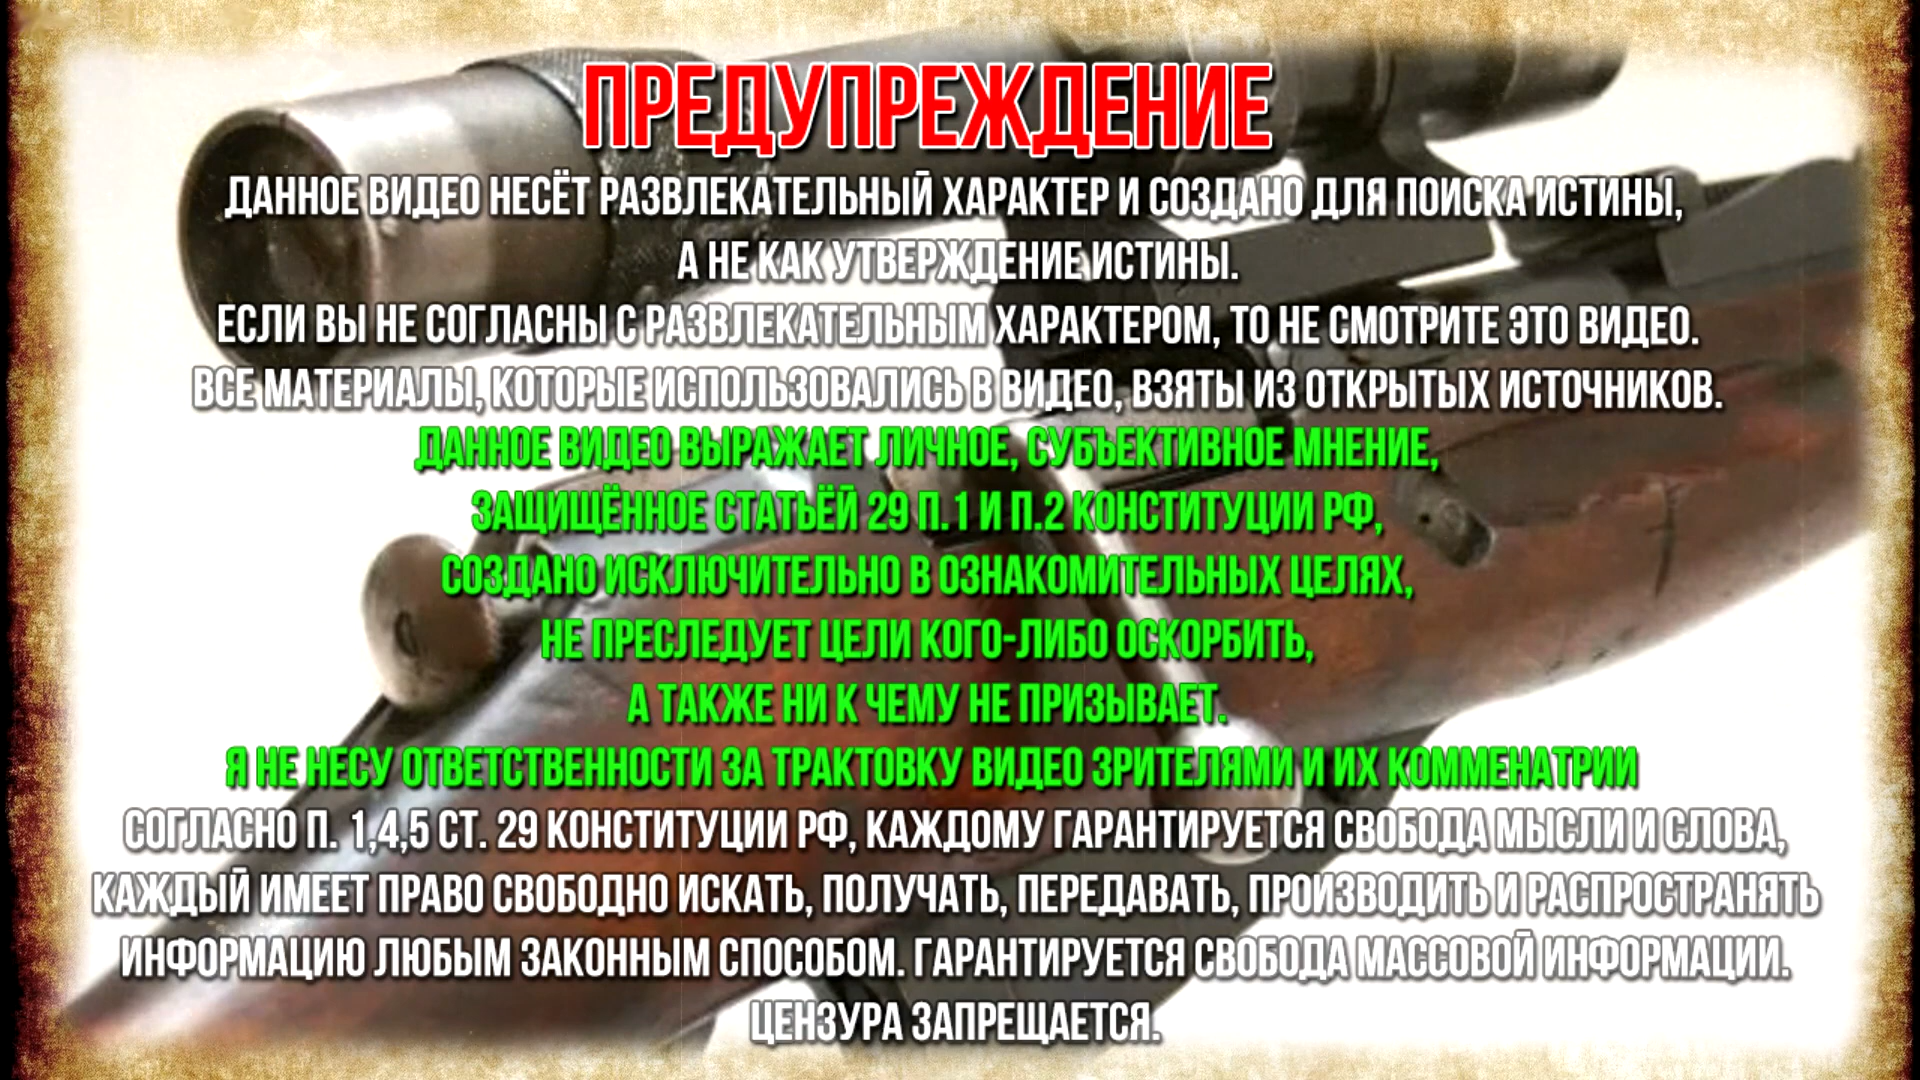 ПРЕДУПРЕЖДЕНИЕ
ДАННОЕ ВИДЕО НЕСЁТ РАЗВЛЕКАТЕЛЬНЫЙ ХАРАКТЕР И СОЗДАНО ДЛЯ ПОИСКА ИСТИНЫ,
А НЕ КАК УТВЕРЖДЕНИЕ ИСТИНЫ.
ЕСЛИ ВЫ НЕ СОГЛАСНЫ С РАЗВЛЕКАТЕЛЬНЫМ ХАРАКТЕРОМ, ТО НЕ СМОТРИТЕ ЭТО ВИДЕО.
ВСЕ МАТЕРИАЛЫ, КОТОРЫЕ ИСПОЛЬЗОВАЛИСЬ В ВИДЕО, ВЗЯТЫ ИЗ ОТКРЫТЫХ ИСТОЧНИКОВ.
ДАННОЕ ВИДЕО ВЫРАЖАЕТ ЛИЧНОЕ, СУБЪЕКТИВНОЕ МНЕНИЕ,
ЗАЩИЩЁННОЕ СТАТЬЁЙ 29 П.1 И П.2 КОНСТИТУЦИИ РФ,
СОЗДАНО ИСКЛЮЧИТЕЛЬНО В ОЗНАКОМИТЕЛЬНЫХ ЦЕЛЯХ,
НЕ ПРЕСЛЕДУЕТ ЦЕЛИ КОГО-ЛИБО ОСКОРБИТЬ,
А ТАКЖЕ НИ К ЧЕМУ НЕ ПРИЗЫВАЕТ.
Я НЕ НЕСУ ОТВЕТСТВЕННОСТИ ЗА ТРАКТОВКУ ВИДЕО ЗРИТЕЛЯМИ И ИХ КОММЕНАТРИИ
СОГЛАСНО П. 1,4,5 СТ. 29 КОНСТИТУЦИИ РФ, КАЖДОМУ ГАРАНТИРУЕТСЯ СВОБОДА МЫСЛИ И СЛОВА,
КАЖДЫЙ ИМЕЕТ ПРАВО СВОБОДНО ИСКАТЬ, ПОЛУЧАТЬ, ПЕРЕДАВАТЬ, ПРОИЗВОДИТЬ И РАСПРОСТРАНЯТЬ
ИНФОРМАЦИЮ ЛЮБЫМ ЗАКОННЫМ СПОСОБОМ. ГАРАНТИРУЕТСЯ СВОБОДА МАССОВОЙ ИНФОРМАЦИИ.
ЦЕНЗУРА ЗАПРЕЩАЕТСЯ.